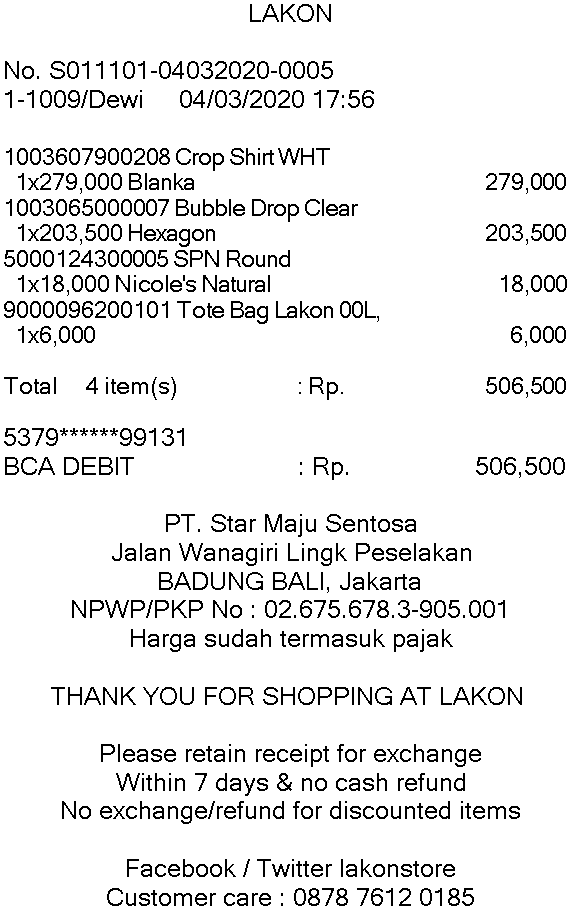 LAKON
No. S011101-04032020-0005
1-1009/Dewi 04/03/2020 17:56
1003607900208 Crop Shirt WHT
1x279,000 Blanka 279,000
1003065000007 Bubble Drop Clear
1x203,500 Hexagon 203,500
5000124300005 SPN Round
1x18,000 Nicole's Natural 18,000
9000096200101 Tote Bag Lakon 00L,
1x6,000 6,000
Total 4 item(s) : Rp. 506,500
5379******99131
BCA DEBIT : Rp. 506,500
PT. Star Maju Sentosa
Jalan Wanagiri Lingk Peselakan
BADUNG BALI, Jakarta
NPWP/PKP No : 02.675.678.3-905.001
Harga sudah termasuk pajak
THANK YOU FOR SHOPPING AT LAKON
Please retain receipt for exchange
Within 7 days & no cash refund
No exchange/refund for discounted items
Facebook / Twitter lakonstore
Customer care : 0878 7612 0185